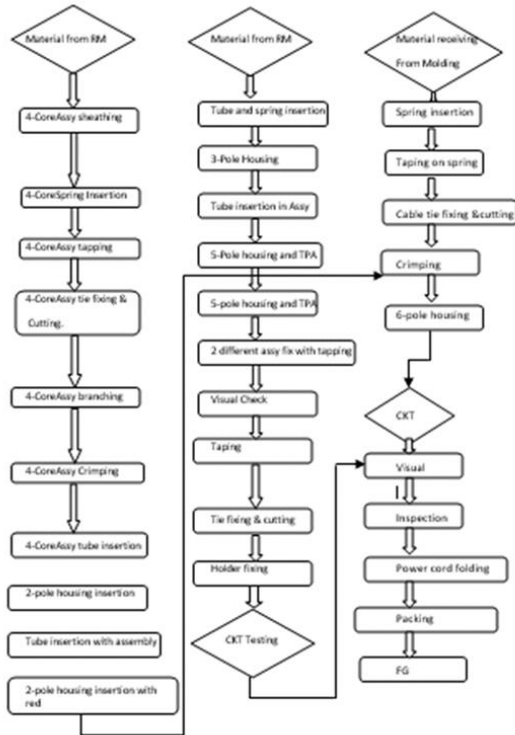 Material from RM
4-CoreAssy sheathing
4-CoreSpring Insertion
4-CoreAssy tapping
4-CoreAssy tie fixing &
Cutting.
4-CoreAssy branching
4-CoreAssy Crimping
4-CoreAssy tube insertion
2-pole housing insertion
Tube insertion with assembly
2-pole housing insertion with
red
Material from RM
Tube and spring insertion
3-Pole Housing
Tube insertion in Assy
5-Pole housing and TPA
5-pole housing and TPA
2 different assy fix with tapping
Visual Check
Taping
Tie fixing & cutting
Holder fixing
CKT Testing
Material receiving
From Molding
Spring insertion
Taping on spring
Cable tie fixing &cutting
Crimping
6-pole housing
CKT
Visual
Inspection
Power cord folding
Packing
FG